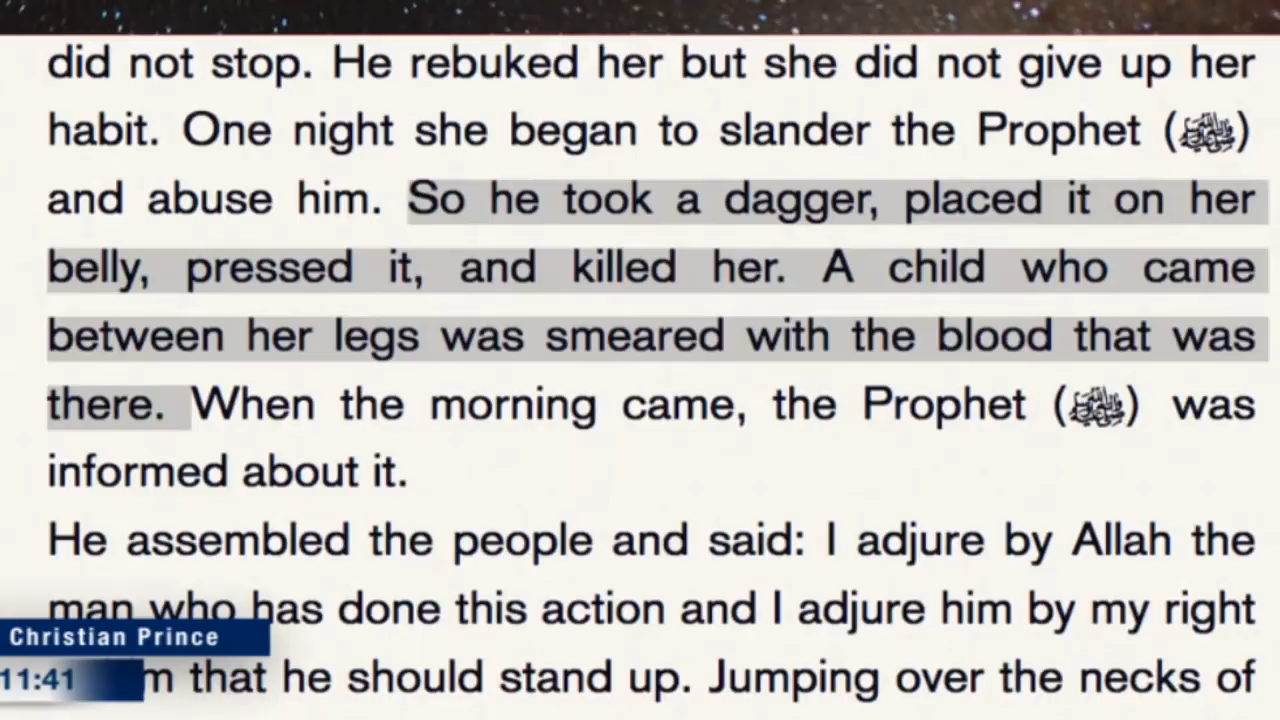 did not stop. He rebuked her but she did not give up her
habit. One night she began to slander the Prophet (ﷺ)
and abuse him. So he took a dagger, placed it on her
belly, pressed it, and killed her. A child who came
between her legs was smeared with the blood that was
there. When the morning came, the Prophet (ﷺ) was
informed about it.
He assembled the people and said: I adjure by Allah the
man who has done this action and I adjure him by my right
that he should stand up. Jumping over the necks of
Christian Prince
11:41